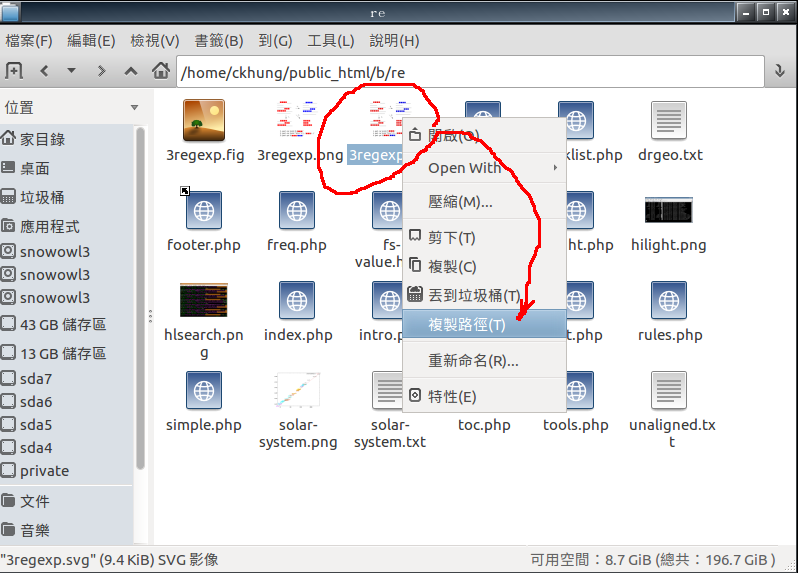 re
檔案(F) 編輯(E) 檢視(V) 書籤(B) 到(G) 工具(L) 說明(H)
/home/ckhung/public_html/b/re
位置
家目錄
桌面
垃圾桶
應用程式
snowowl3
snowowl3
snowowl3
43 GB 儲存區
13 GB 儲存區
sda7
sda6
sda5
sda4
private
文件
音樂
3regexp.fig 3regexp.png 3regexp klist.php drgeo.txt
footer.php freq.php fs-
value.h ht.php hilight.png
hlsearch.pn
g index.php intro. t.php rules.php
simple.php solar-
system.png solar-
system.txt toc.php tools.php unaligned.tx
t
開啟(O)
Open With
壓縮(M)...
剪下(T)
複製(C)
丟到垃圾桶(T)
複製路徑(T)
重新命名(R)...
特性(E)
"3regexp.svg" (9.4 KiB) SVG 影像 可用空間：8.7 GiB (總共：196.7 GiB )